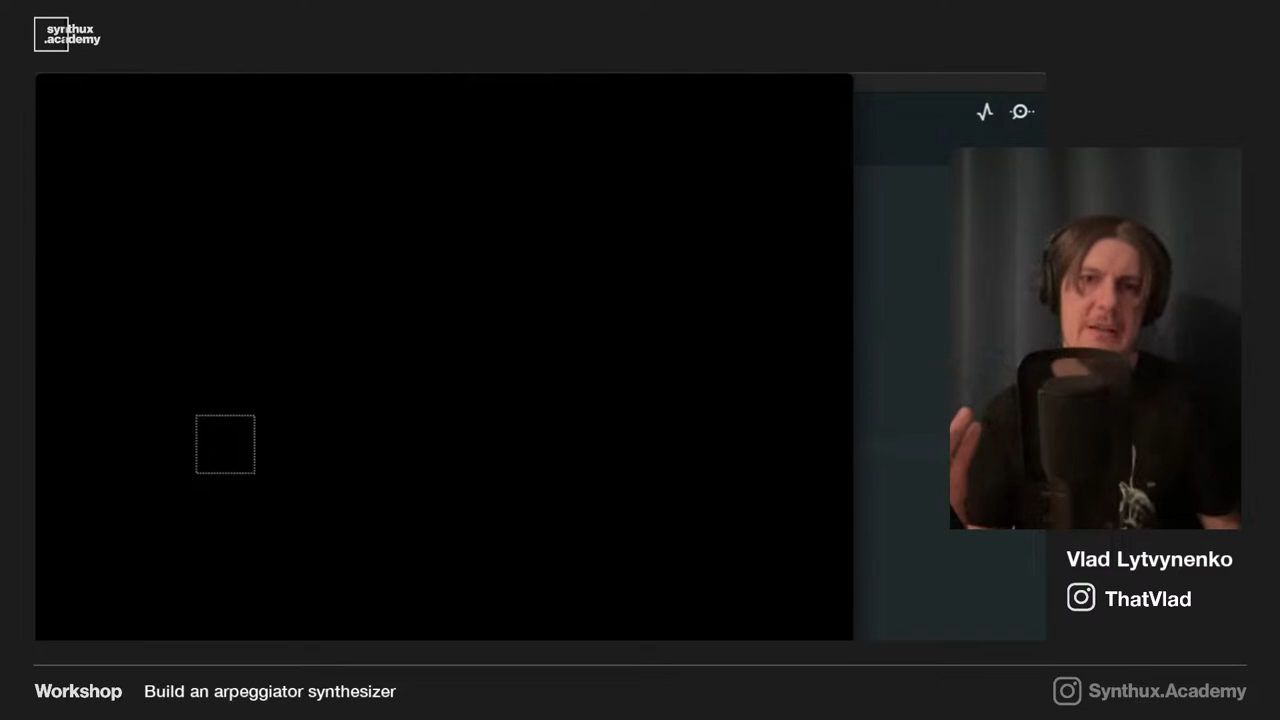 synthux
.academy
Vlad Lytvynenko
ThatVlad
Workshop Build an arpeggiator synthesizer
Synthux.Academy